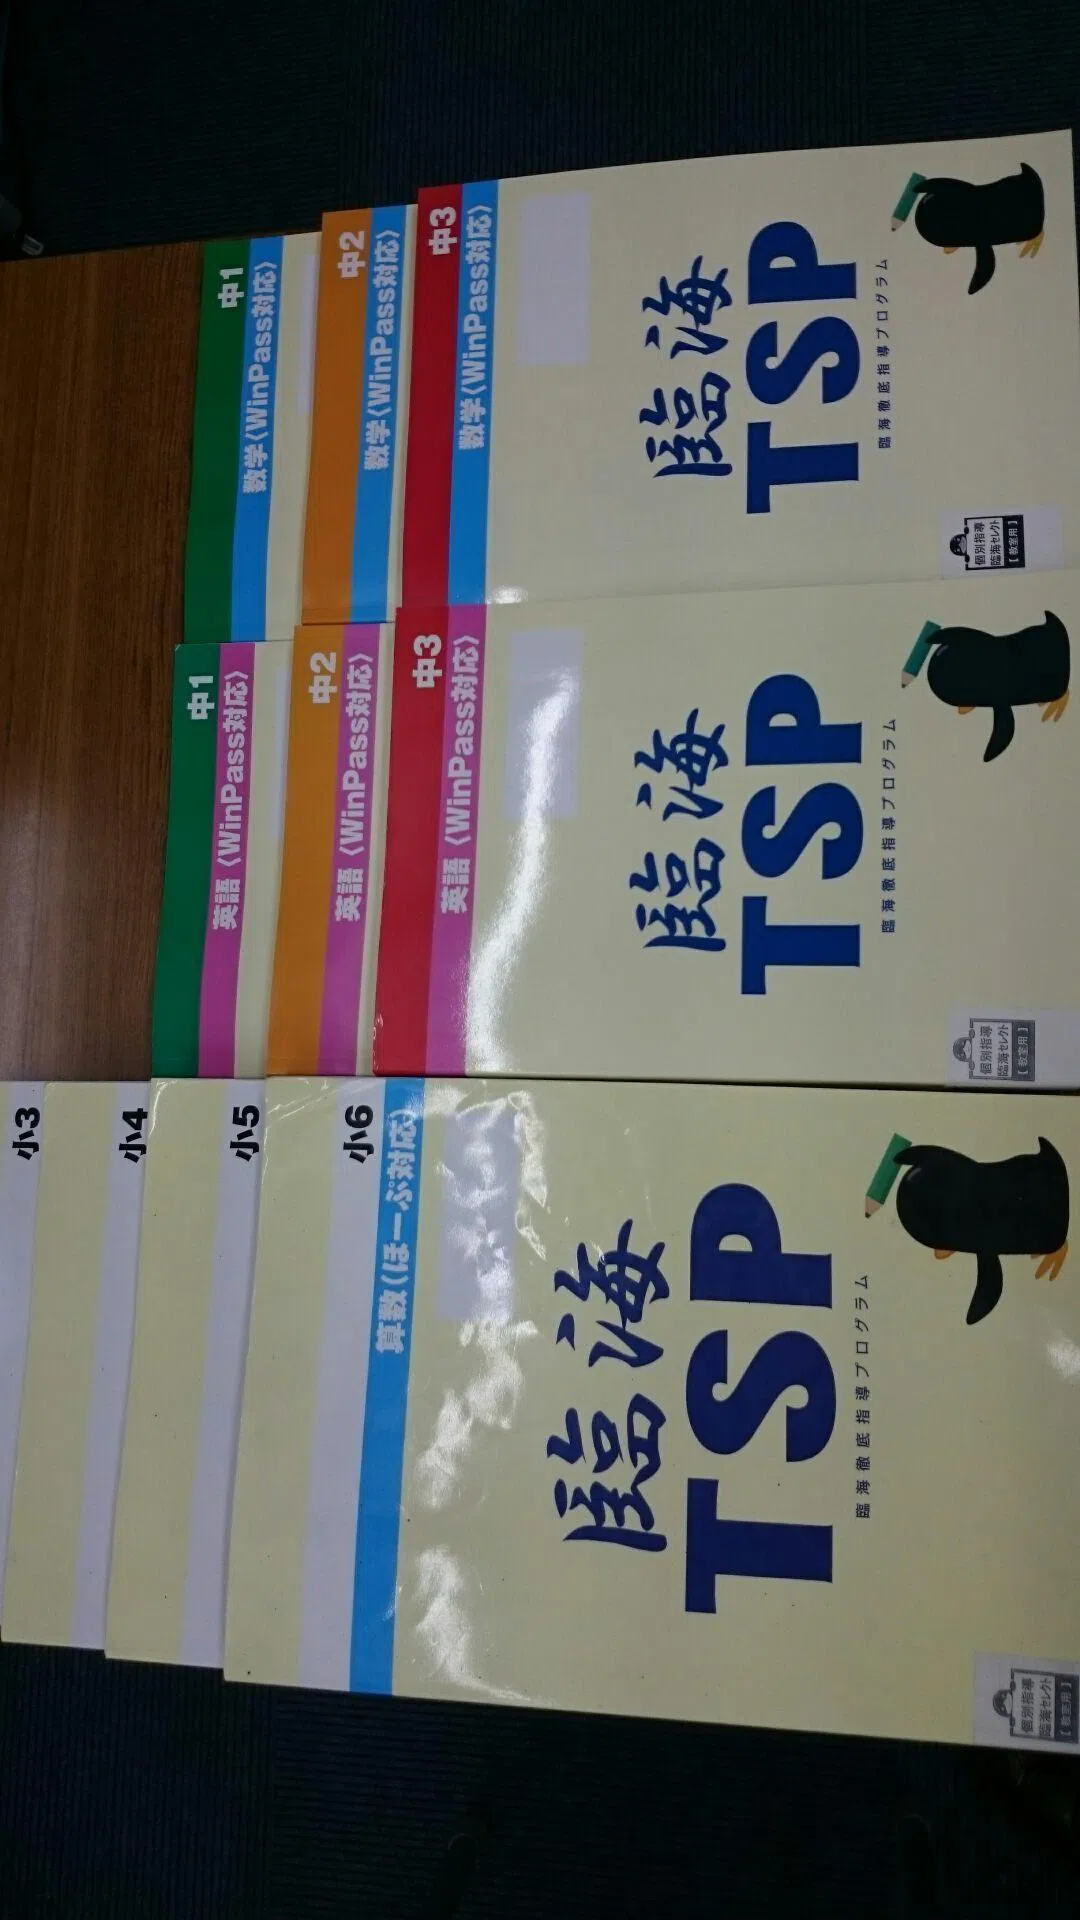 小3
小4
小5
小6
算数〈ほーぷ対応〉
臨海
TSP
臨海徹底指導プログラム
個別指導
臨海セレクト
【教室用】
中1
英語〈WinPass対応〉
中2
英語〈WinPass対応〉
中3
英語〈WinPass対応〉
臨海
TSP
臨海徹底指導プログラム
個別指導
臨海セレクト
【教室用】
中1
数学〈WinPass対応〉
中2
数学〈WinPass対応〉
中3
数学〈WinPass対応〉
臨海
TSP
臨海徹底指導プログラム
個別指導
臨海セレクト
【教室用】